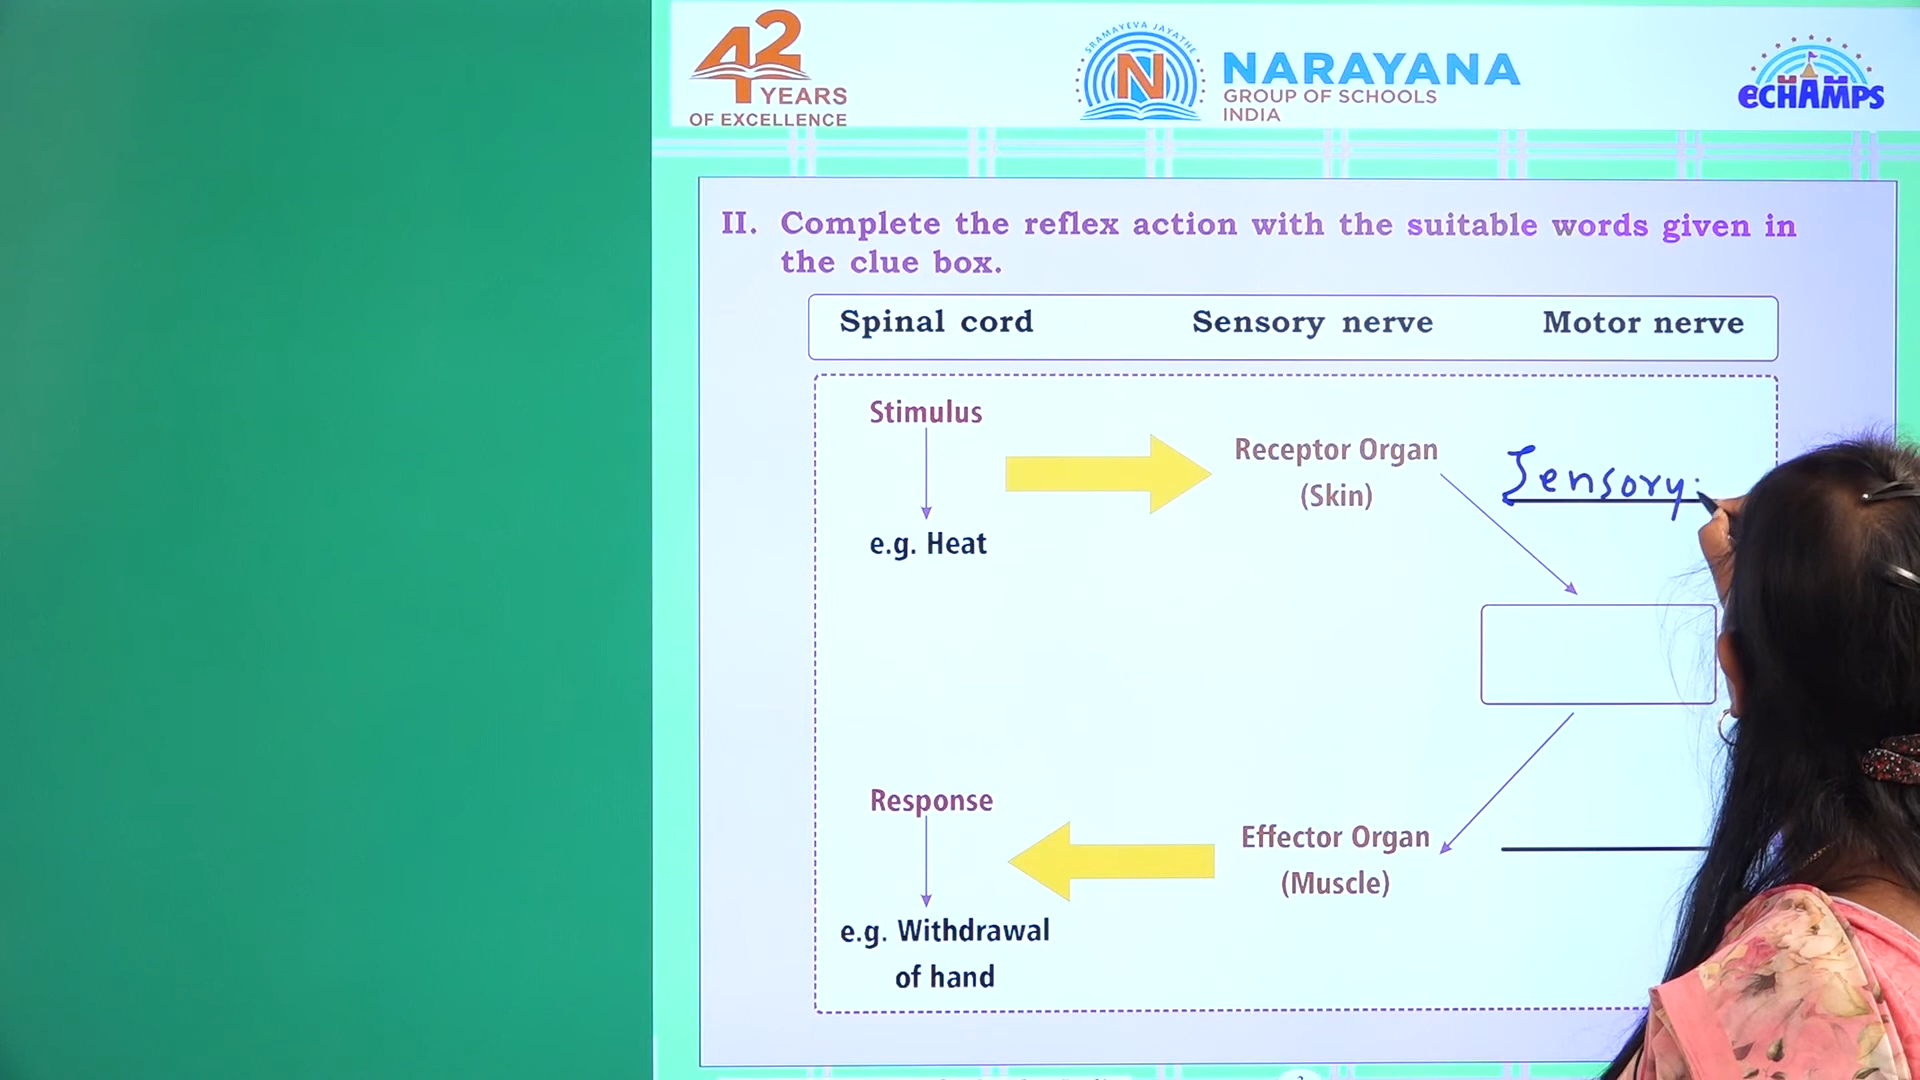 42
YEARS
OF EXCELLENCE
SRAMAYEVA JAYATHE
N
NARAYANA
GROUP OF SCHOOLS
INDIA
eCHAMPS
II. Complete the reflex action with the suitable words given in
the clue box.
Spinal cord Sensory nerve Motor nerve
Stimulus
Receptor Organ
(Skin)
Sensory
e.g. Heat
Response
Effector Organ
(Muscle)
e.g. Withdrawal
of hand